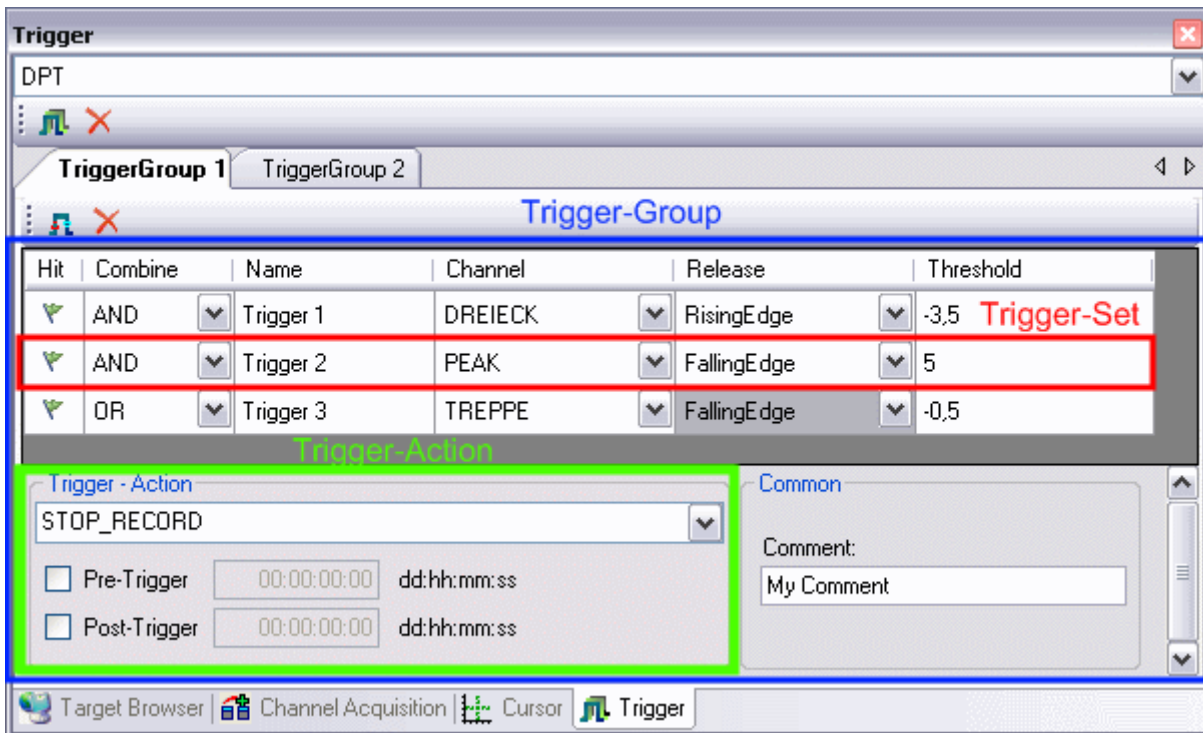 Trigger
DPT
TriggerGroup 1 TriggerGroup 2
Trigger-Group
Hit Combine Name Channel Release Threshold
AND Trigger 1 DREIECK RisingEdge -3,5 Trigger-Set
AND Trigger 2 PEAK FallingEdge 5
OR Trigger 3 TREPPE FallingEdge -0,5
Trigger-Action
Trigger - Action Common
STOP_RECORD
Comment:
Pre-Trigger 00:00:00:00 dd:hh:mm:ss My Comment
Post-Trigger 00:00:00:00 dd:hh:mm:ss
Target Browser Channel Acquisition Cursor Trigger